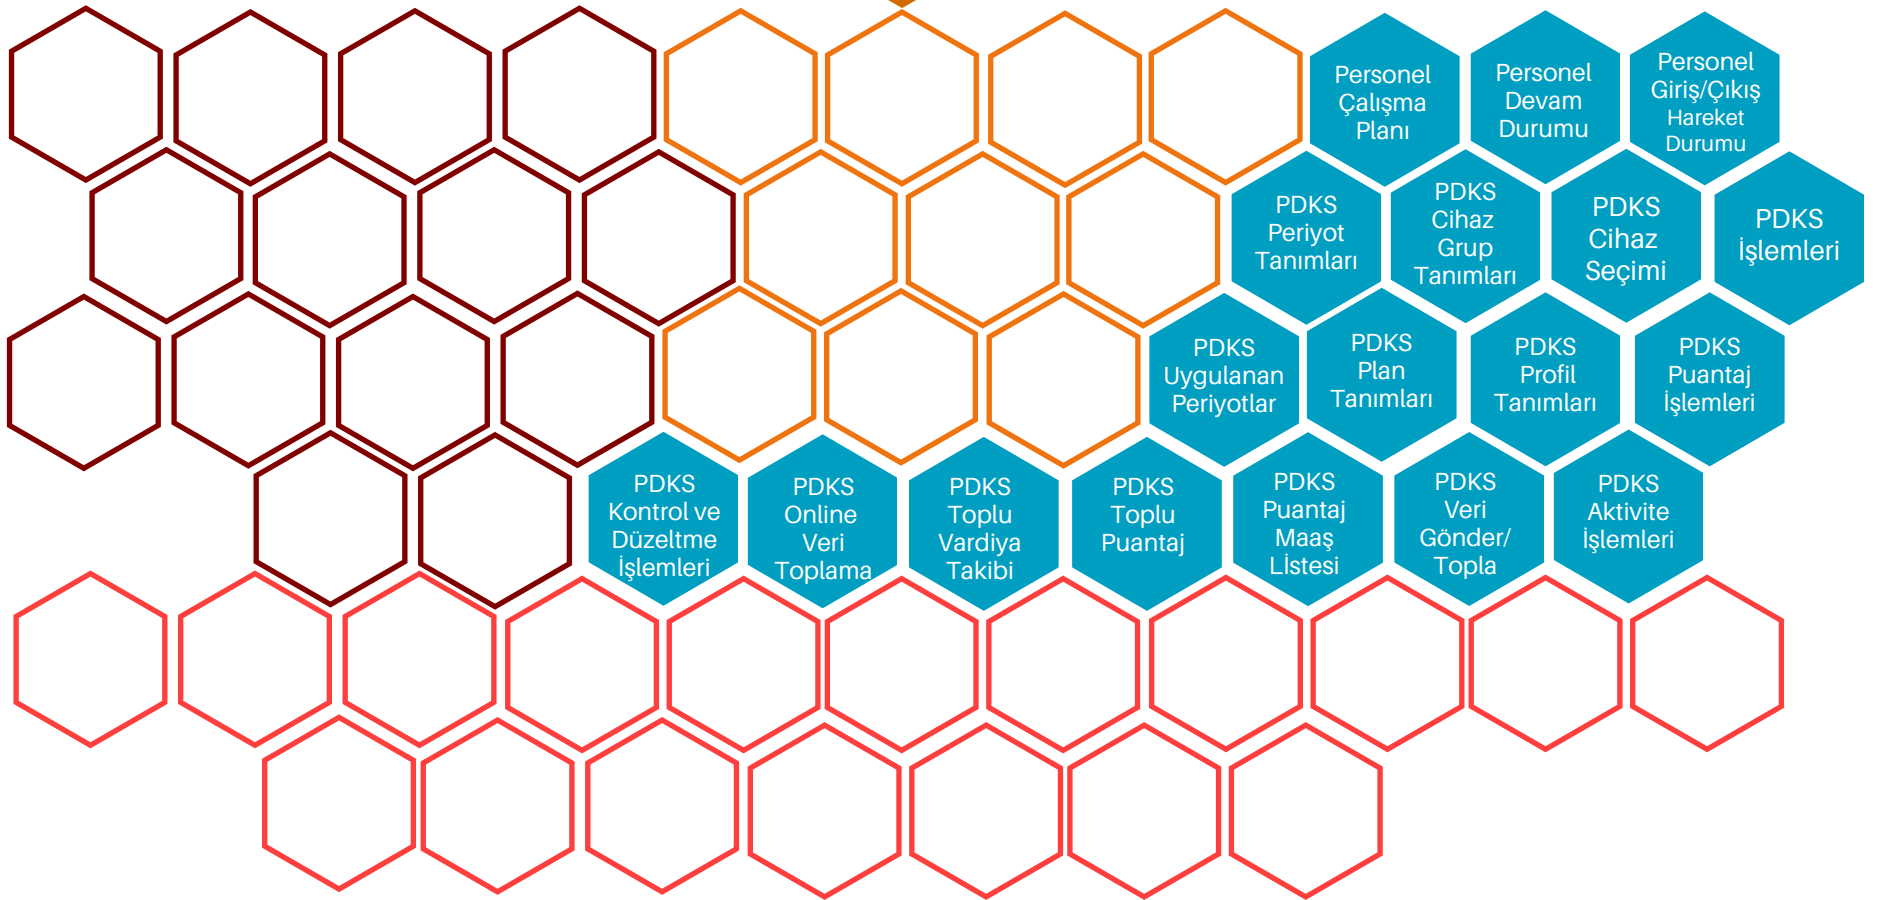 Personel
Çalışma
Planı
Personel
Devam
Durumu
Personel
Giriş/Çıkış
Hareket
Durumu
PDKS
Periyot
Tanımları
PDKS
Cihaz
Grup
Tanımları
PDKS
Cihaz
Seçimi
PDKS
İşlemleri
PDKS
Uygulanan
Periyotlar
PDKS
Plan
Tanımları
PDKS
Profil
Tanımları
PDKS
Puantaj
İşlemleri
PDKS
Kontrol ve
Düzeltme
İşlemleri
PDKS
Online
Veri
Toplama
PDKS
Toplu
Vardiya
Takibi
PDKS
Toplu
Puantaj
PDKS
Puantaj
Maaş
Lİstesi
PDKS
Veri
Gönder/
Topla
PDKS
Aktivite
İşlemleri